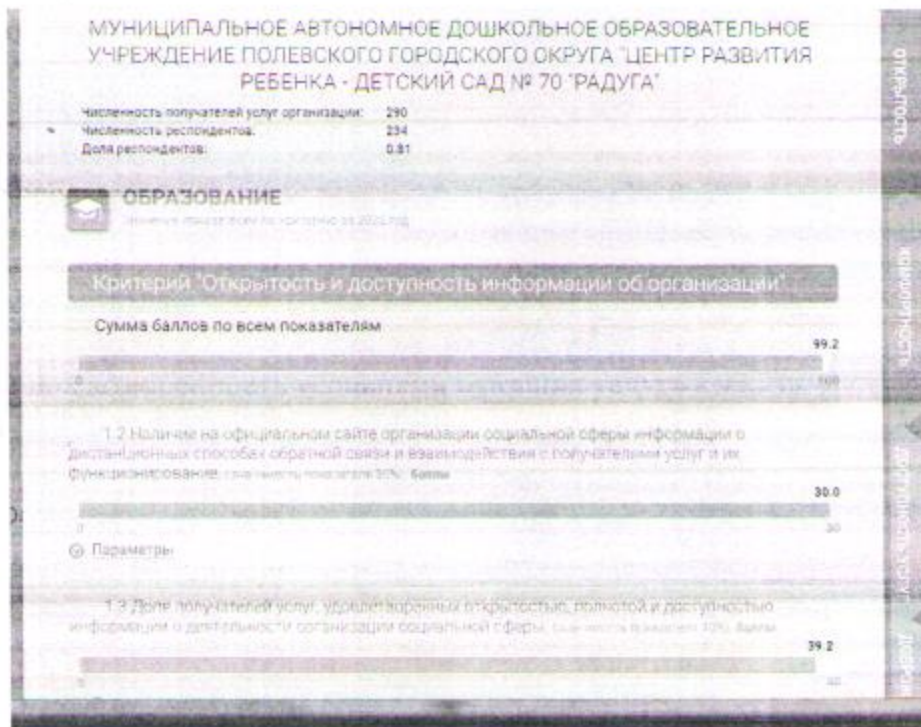 МУНИЦИПАЛЬНОЕ АВТОНОМНОЕ ДОШКОЛЬНОЕ ОБРАЗОВАТЕЛЬНОЕ
УЧРЕЖДЕНИЕ ПОЛЕВСКОГО ГОРОДСКОГО ОКРУГА "ЦЕНТР РАЗВИТИЯ
РЕБЕНКА - ДЕТСКИЙ САД № 70 "РАДУГА"
Численность получателей услуг организации: 290
Численность респондентов: 234
Доля респондентов: 0.81
ОБРАЗОВАНИЕ
Критерий "Открытость и доступность информации об организации"
Сумма баллов по всем показателям
99.2
0 100
1.2 Наличие на официальном сайте организации социальной сферы информации о
дистанционных способах обратной связи и взаимодействия с получателями услуг и их
функционирование, значимость показателя 30%, баллы
30.0
0 30
Параметры
1.3 Доля получателей услуг, удовлетворенных открытостью, полнотой и доступностью
информации о деятельности организации социальной сферы,
39.2
ОТКРЫТОСТЬ